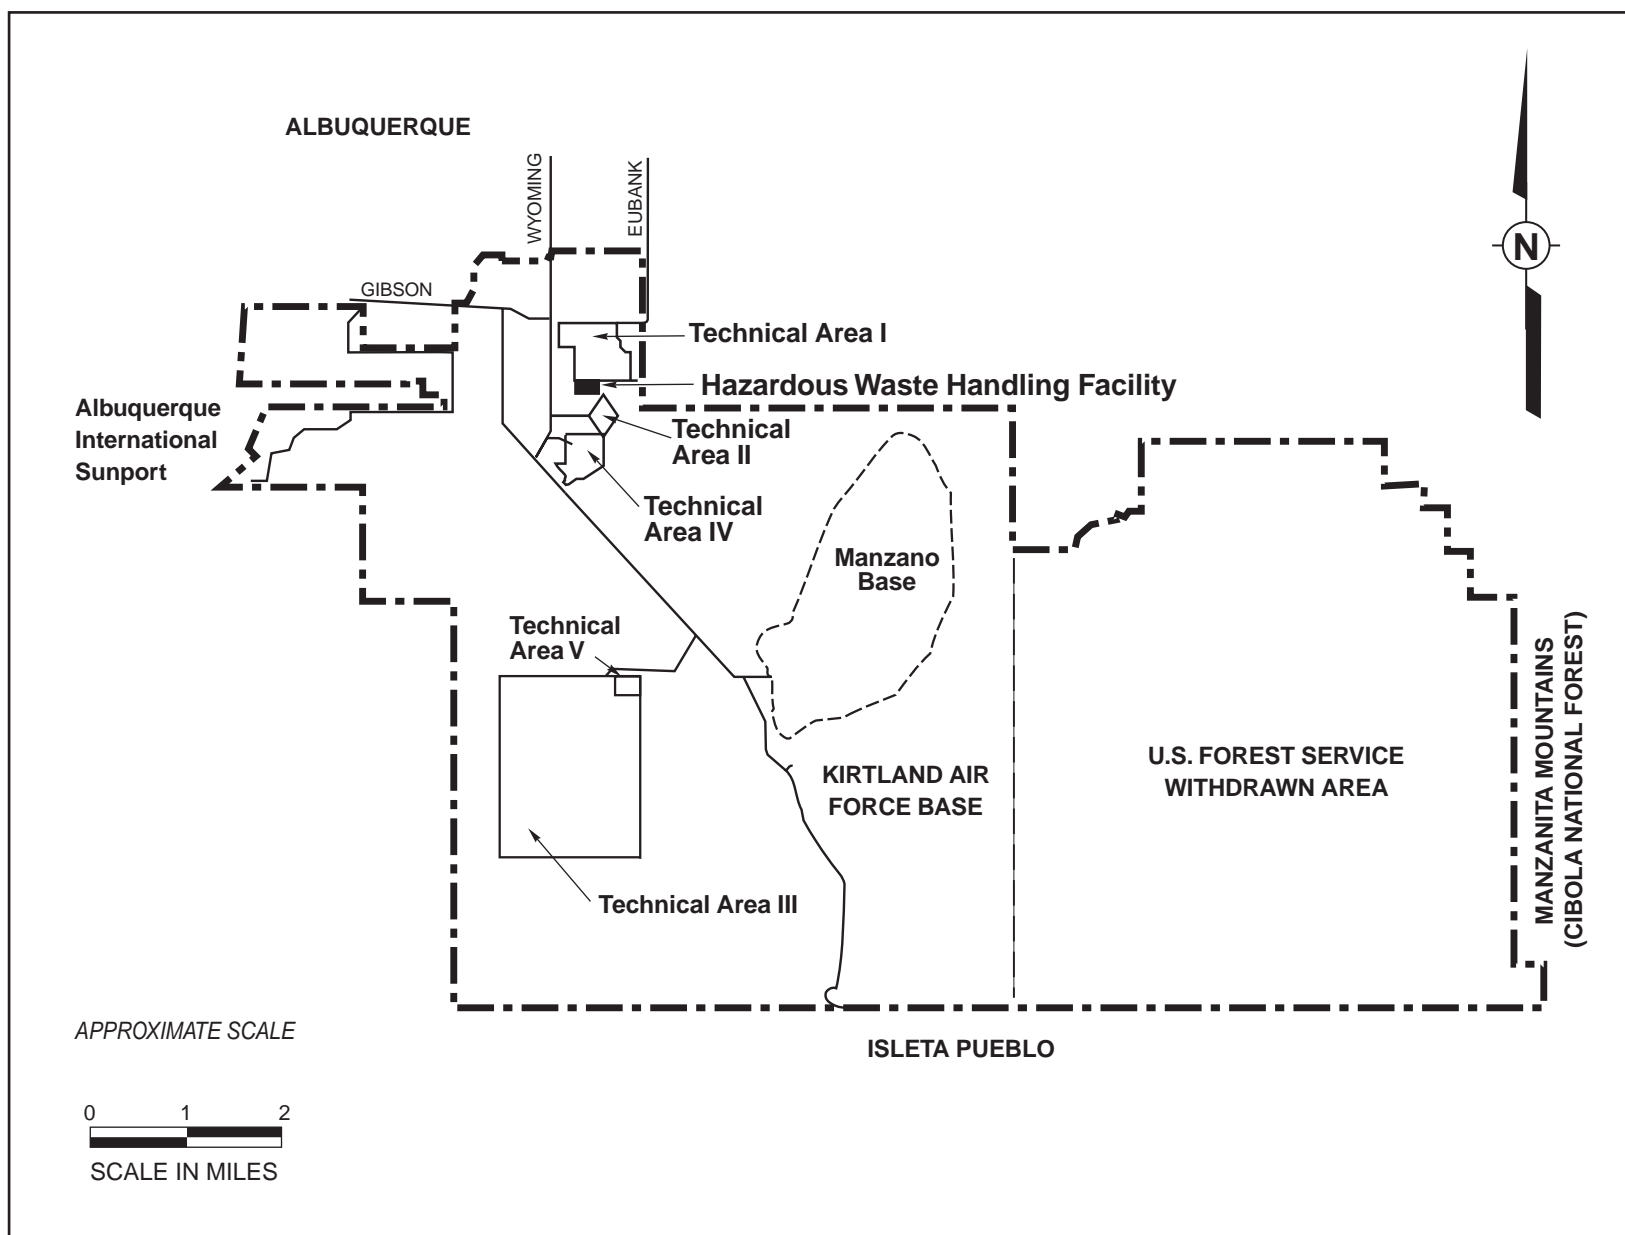 ALBUQUERQUE
WYOMING
EUBANK
N
GIBSON
Technical Area I
Hazardous Waste Handling Facility
Albuquerque
International
Sunport
Technical
Area II
Technical
Area IV
Manzano
Base
Technical
Area V
MANZANITA MOUNTAINS
(CIBOLA NATIONAL FOREST)
U.S. FOREST SERVICE
WITHDRAWN AREA
KIRTLAND AIR
FORCE BASE
Technical Area III
APPROXIMATE SCALE
ISLETA PUEBLO
0 1 2
SCALE IN MILES